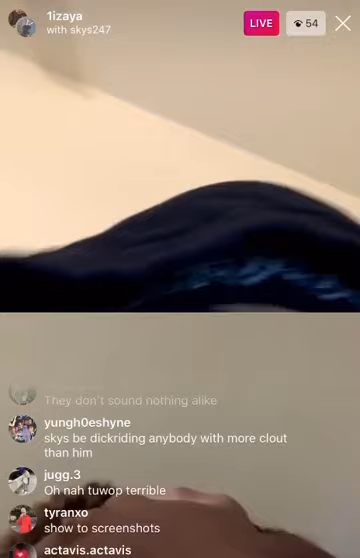 1izaya
with skys247
LIVE
54
They don't sound nothing alike
yungh0eshyne
skys be dickriding anybody with more clout
than him
jugg.3
Oh nah tuwop terrible
tyranxo
show to screenshots
actavis.actavis